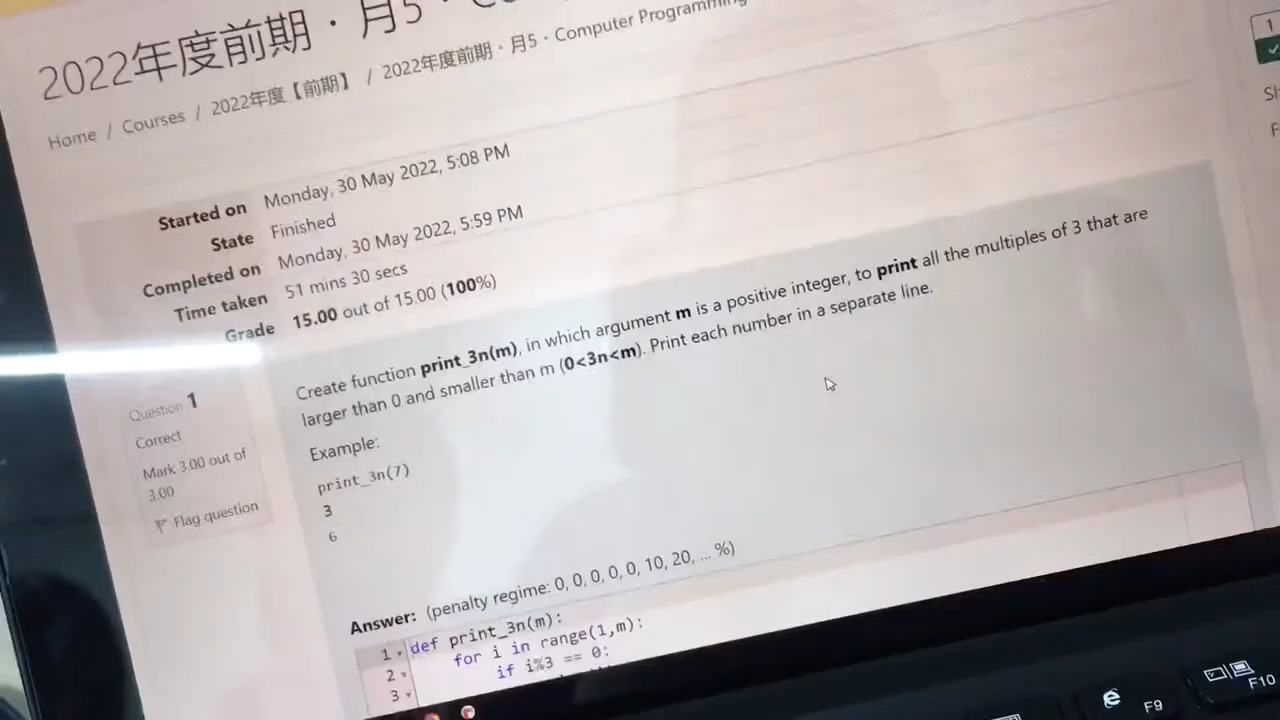 2022年度前期・月5・
Home / Courses / 2022年度【前期】 / 2022年度前期・月5・Computer Programming
Started on Monday, 30 May 2022, 5:08 PM
State Finished
Completed on Monday, 30 May 2022, 5:59 PM
Time taken 51 mins 30 secs
Grade 15.00 out of 15.00 (100%)
Question 1
Correct
Mark 3.00 out of
3.00
Flag question
Create function print_3n(m), in which argument m is a positive integer, to print all the multiples of 3 that are
larger than 0 and smaller than m (0<3n<m). Print each number in a separate line.
Example:
print_3n(7)
3
6
Answer: (penalty regime: 0, 0, 0, 0, 0, 10, 20, ... %)
1 def print_3n(m):
2 for i in range(1,m):
3 if i%3 == 0:
1
F9
F10